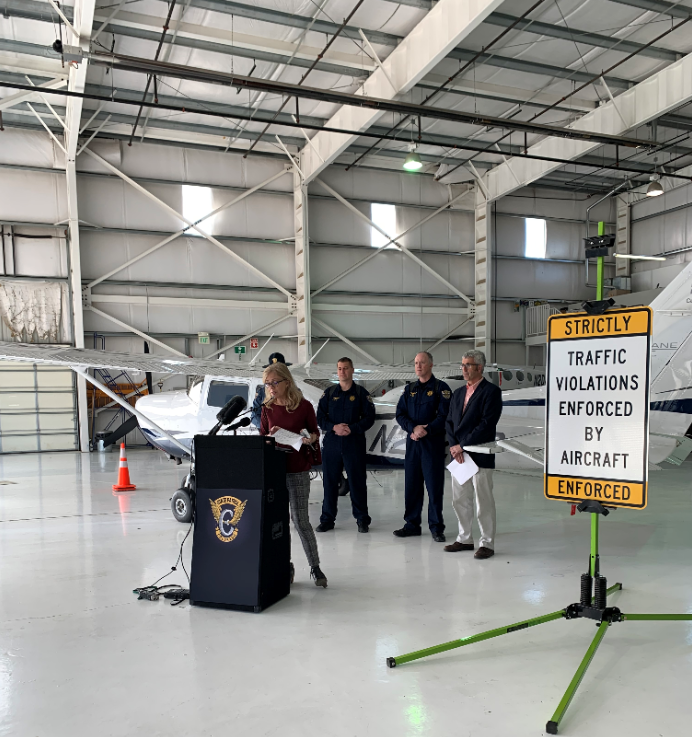 STRICTLY
TRAFFIC
VIOLATIONS
ENFORCED
BY
AIRCRAFT
ENFORCED